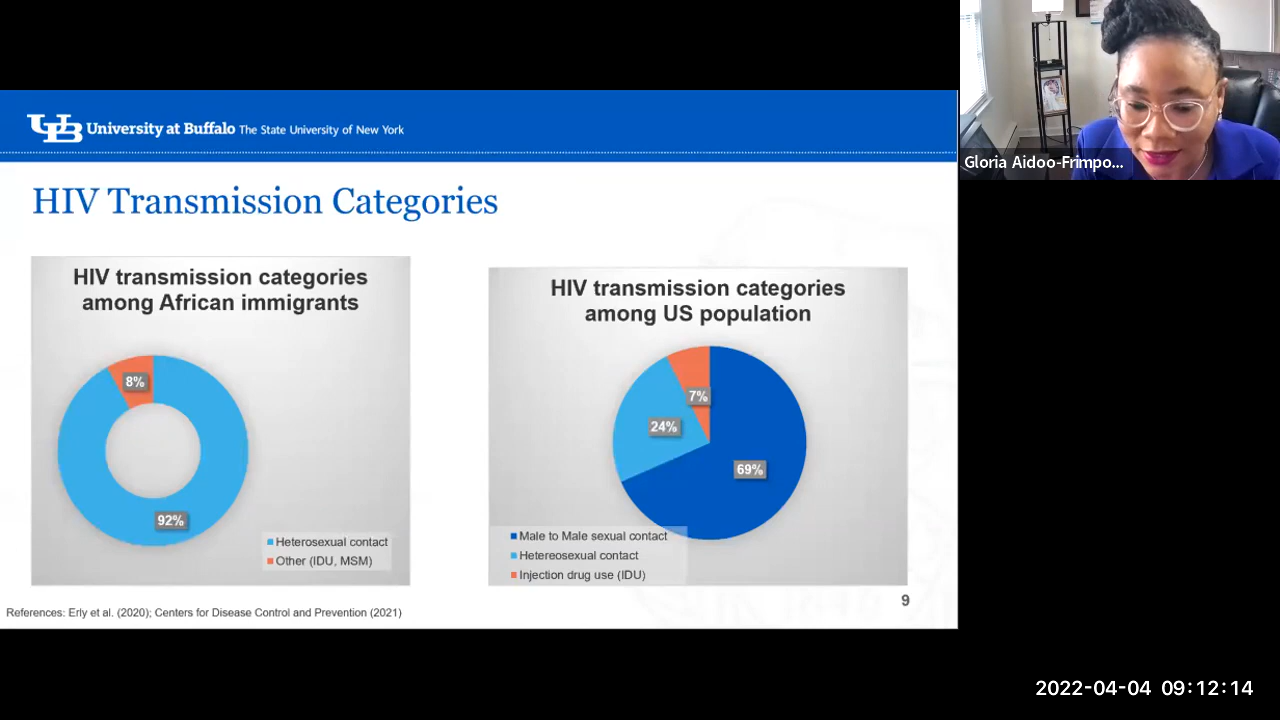 UB University at Buffalo The State University of New York
Gloria Aidoo-Frimpo...
HIV Transmission Categories
HIV transmission categories
among African immigrants
8%
92%
Heterosexual contact
Other (IDU, MSM)
HIV transmission categories
among US population
7%
24%
69%
Male to Male sexual contact
Hetereosexual contact
Injection drug use (IDU)
References: Erly et al. (2020); Centers for Disease Control and Prevention (2021)
9
2022-04-04 09:12:14